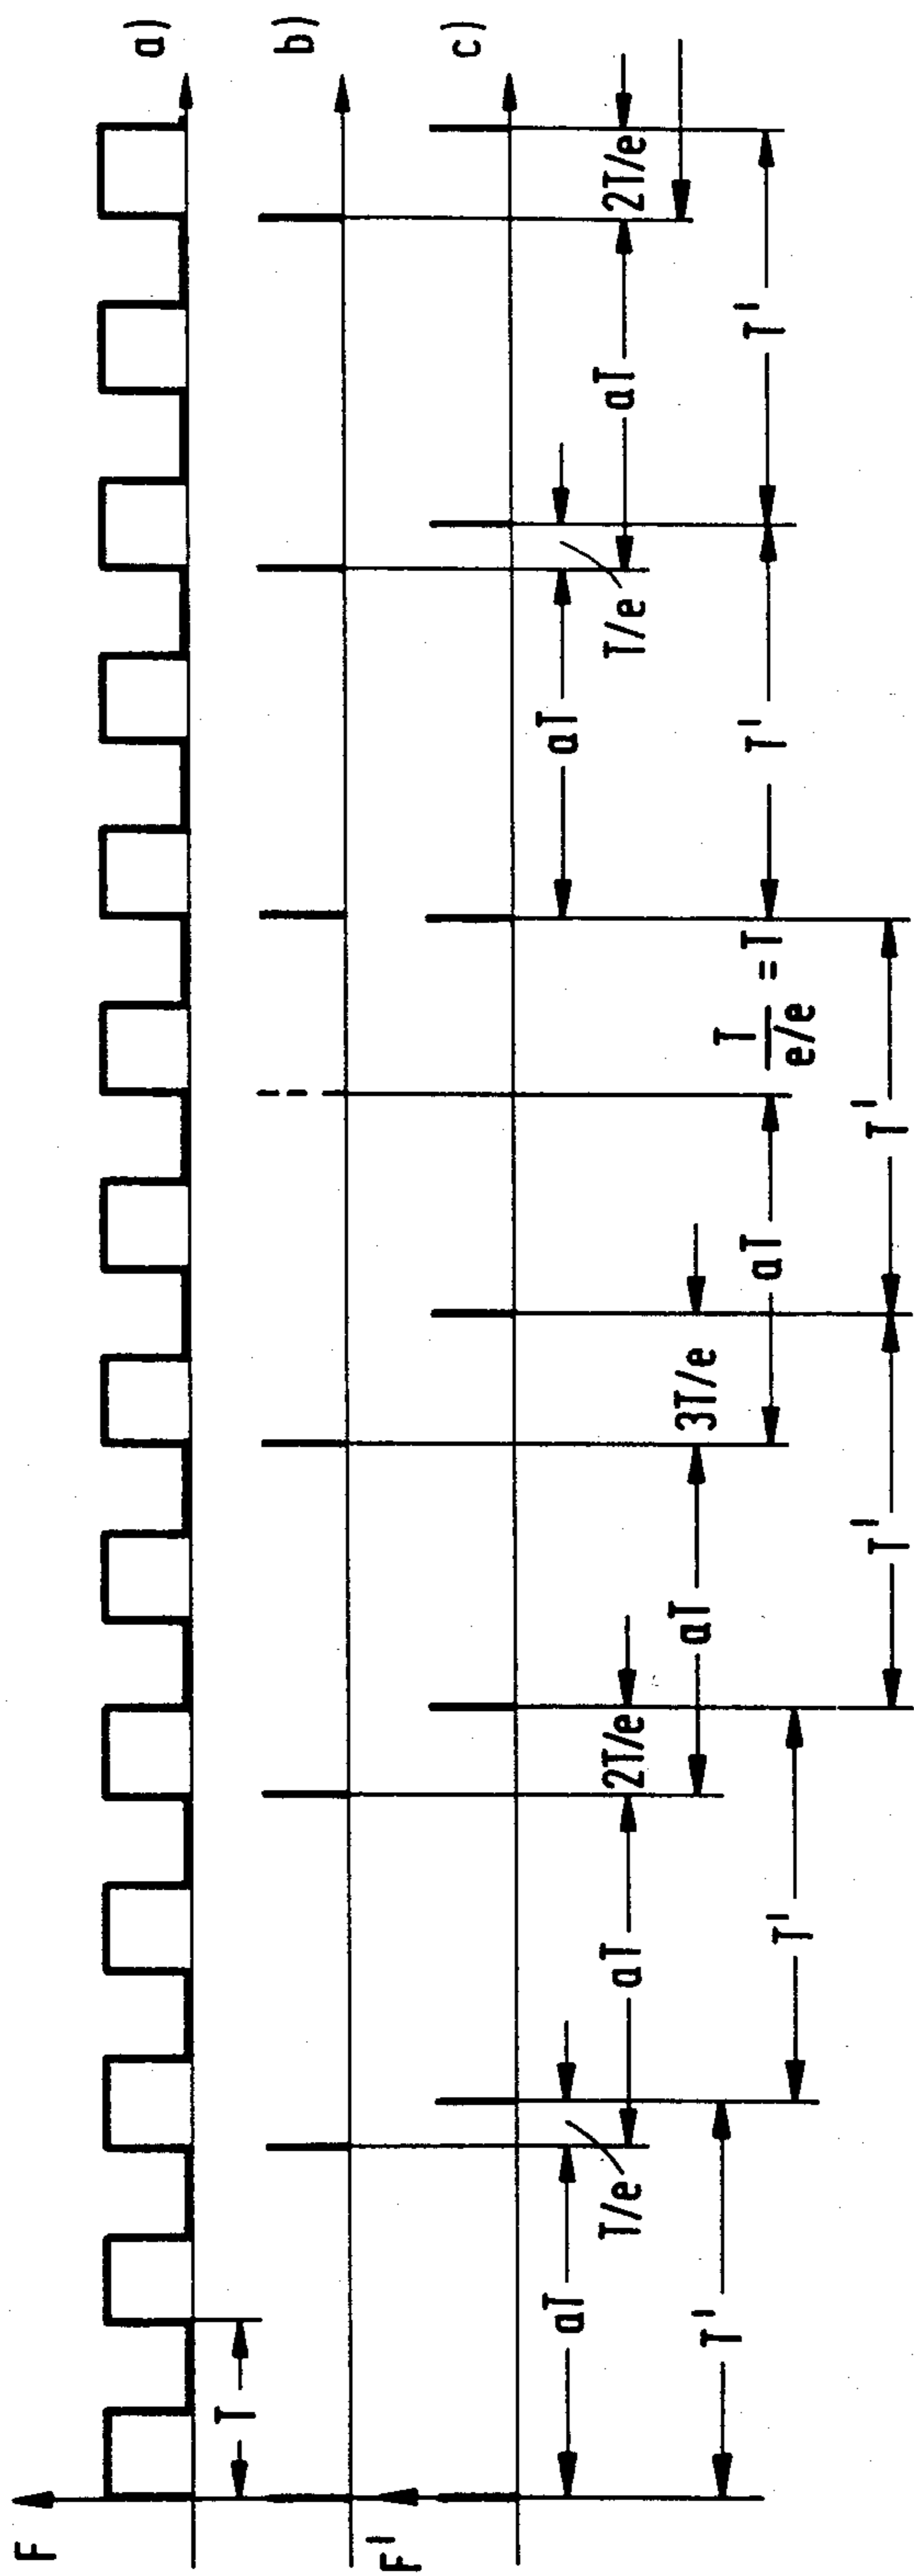 F
a)
T
b)
F'
c)
aT
T/e
aT
2T/e
aT
3T/e
aT
T
e/e
=T
aT
T/e
aT
2T/e
T'
T'
T'
T'
T'
T'